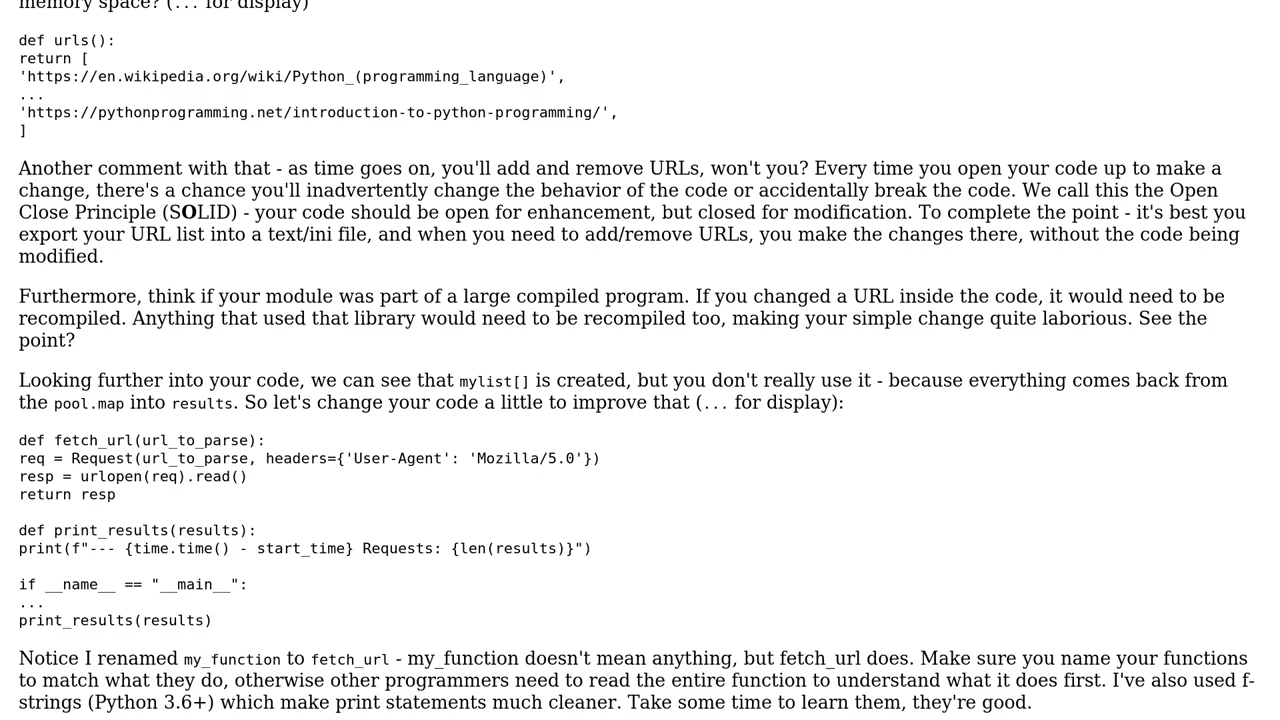 memory space? (... for display)
def urls():
return [
'https://en.wikipedia.org/wiki/Python_(programming_language)',
...
'https://pythonprogramming.net/introduction-to-python-programming/',
]
Another comment with that - as time goes on, you'll add and remove URLs, won't you? Every time you open your code up to make a
change, there's a chance you'll inadvertently change the behavior of the code or accidentally break the code. We call this the Open
Close Principle (SOLID) - your code should be open for enhancement, but closed for modification. To complete the point - it's best you
export your URL list into a text/ini file, and when you need to add/remove URLs, you make the changes there, without the code being
modified.
Furthermore, think if your module was part of a large compiled program. If you changed a URL inside the code, it would need to be
recompiled. Anything that used that library would need to be recompiled too, making your simple change quite laborious. See the
point?
Looking further into your code, we can see that mylist[] is created, but you don't really use it - because everything comes back from
the pool.map into results. So let's change your code a little to improve that (... for display):
def fetch_url(url_to_parse):
req = Request(url_to_parse, headers={'User-Agent': 'Mozilla/5.0'})
resp = urlopen(req).read()
return resp
def print_results(results):
print(f"--- {time.time() - start_time} Requests: {len(results)}")
if __name__ == "__main__":
...
print_results(results)
Notice I renamed my_function to fetch_url - my_function doesn't mean anything, but fetch_url does. Make sure you name your functions
to match what they do, otherwise other programmers need to read the entire function to understand what it does first. I've also used f-
strings (Python 3.6+) which make print statements much cleaner. Take some time to learn them, they're good.